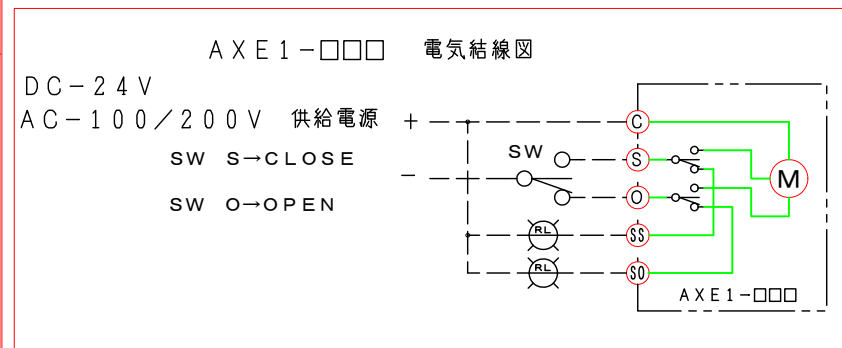 AXE1-□□□ 電気結線図
DC-24V
AC-100/200V 供給電源 +
C
SW S→CLOSE
SW
S
-
M
SW O→OPEN
O
RL
SS
RL
SO
AXE1-□□□